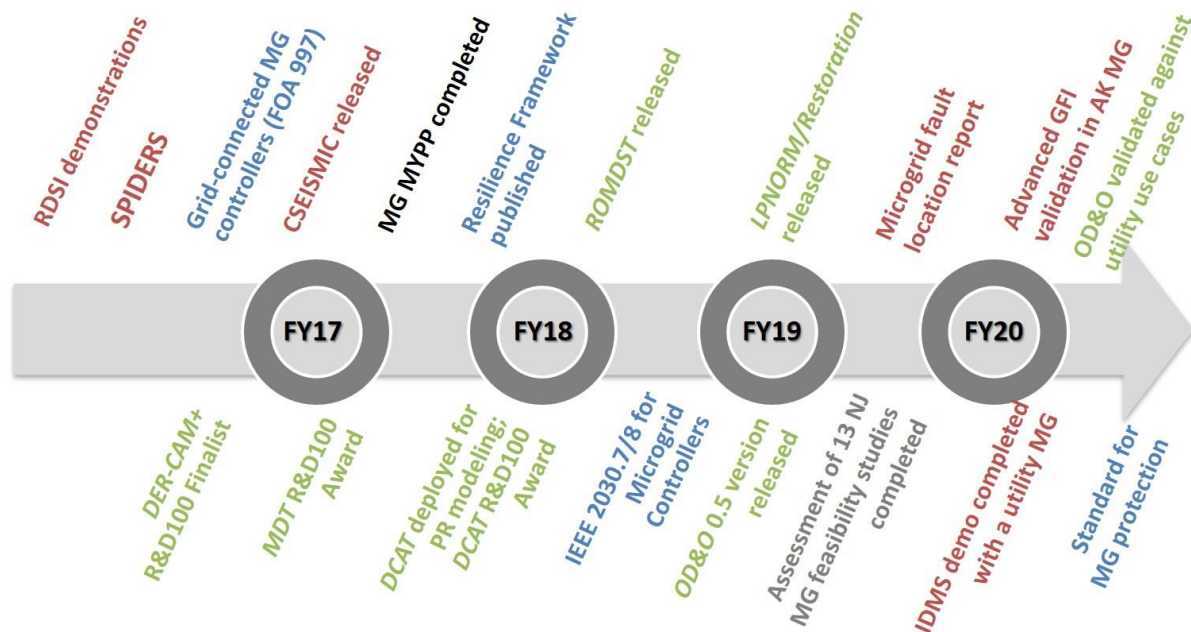 RDSI demonstrations
SPIDERS
Grid-connected MG
controllers (FOA 997)
CSEISMIC released
MG MYPP completed
Resilience Framework
published
ROMDST released
LPNORM/Restoration
released
Microgrid fault
location report
Advanced GFI
validation in AK MG
OD&O validated against
utility use cases
FY17
FY18
FY19
FY20
DER-CAM+
R&D100 Finalist
MDT R&D100
Award
DCAT deployed for
PR modeling;
DCAT R&D100
Award
IEEE 2030.7/8 for
Microgrid
Controllers
OD&O 0.5 version
released
Assessment of 13 NJ
MG feasibility studies
completed
IDMS demo completed
with a utility MG
Standard for
MG protection